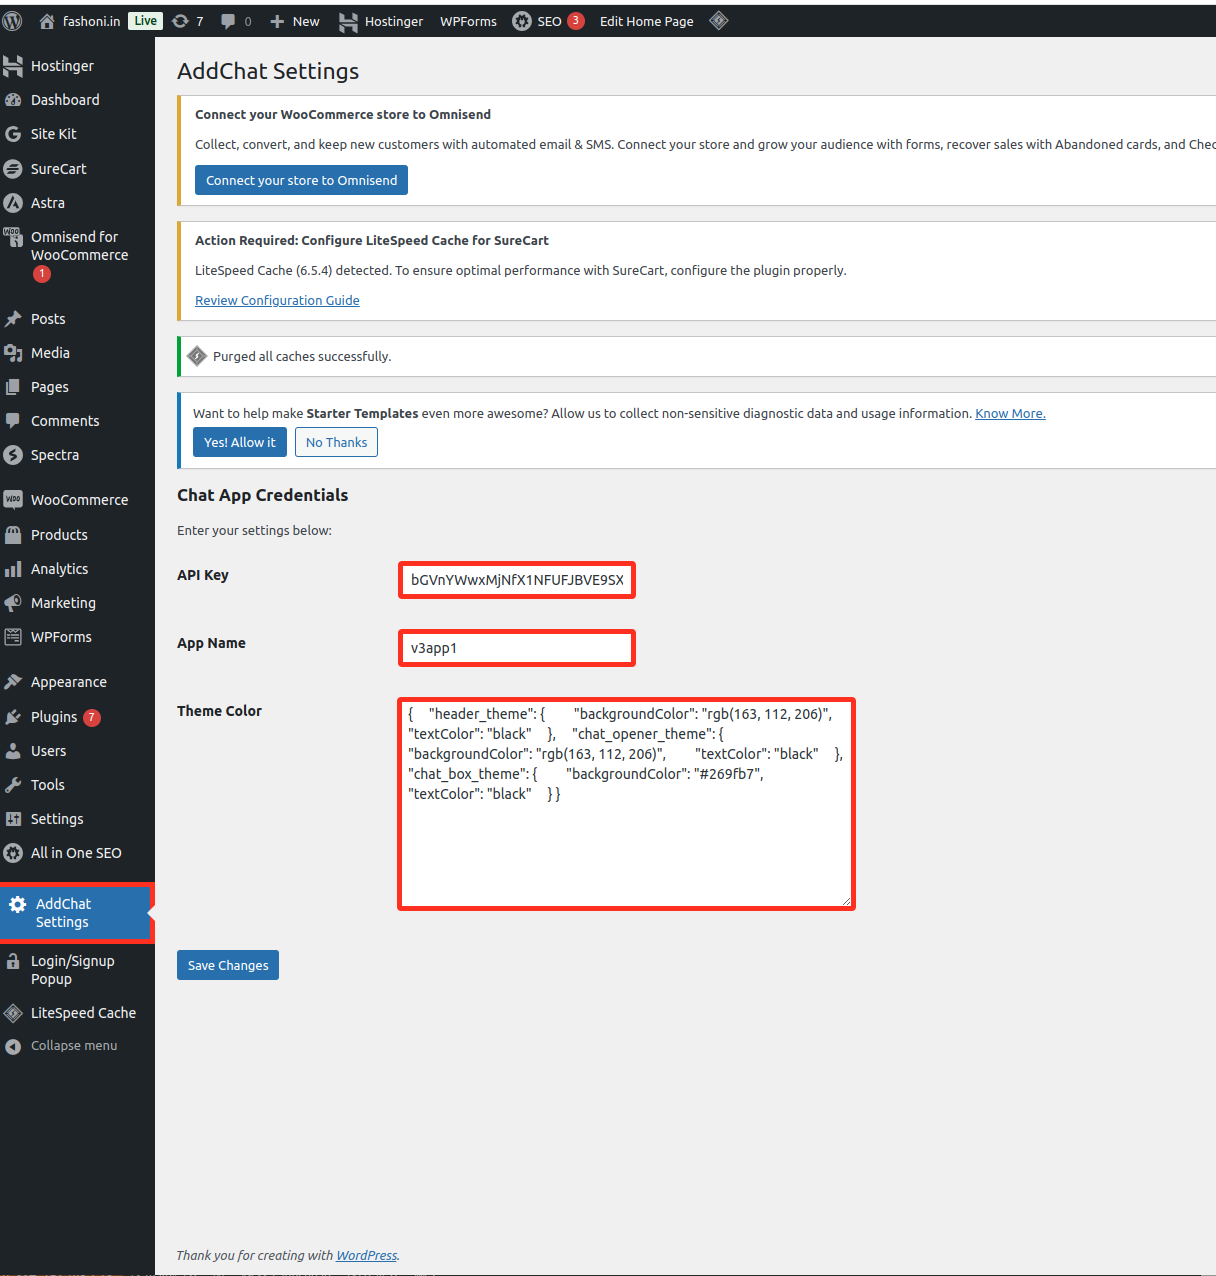 fashoni.in Live 7 0 New Hostinger WPForms SEO 3 Edit Home Page
Hostinger
Dashboard
Site Kit
SureCart
Astra
Omnisend for
WooCommerce
1
Posts
Media
Pages
Comments
Spectra
WooCommerce
Products
Analytics
Marketing
WPForms
Appearance
Plugins 7
Users
Tools
Settings
All in One SEO
AddChat
Settings
Login/Signup
Popup
LiteSpeed Cache
Collapse menu
AddChat Settings
Connect your WooCommerce store to Omnisend
Collect, convert, and keep new customers with automated email & SMS. Connect your store and grow your audience with forms, recover sales with Abandoned cards, and Chec
Connect your store to Omnisend
Action Required: Configure LiteSpeed Cache for SureCart
LiteSpeed Cache (6.5.4) detected. To ensure optimal performance with SureCart, configure the plugin properly.
Review Configuration Guide
Purged all caches successfully.
Want to help make Starter Templates even more awesome? Allow us to collect non-sensitive diagnostic data and usage information. Know More.
Yes! Allow it No Thanks
Chat App Credentials
Enter your settings below:
API Key bGVnYWwxMjNfX1NFUFJBVE9SX
App Name v3app1
Theme Color
{ "header_theme": { "backgroundColor": "rgb(163, 112, 206)",
"textColor": "black" }, "chat_opener_theme": {
"backgroundColor": "rgb(163, 112, 206)", "textColor": "black" },
"chat_box_theme": { "backgroundColor": "#269fb7",
"textColor": "black" } }
Save Changes
Thank you for creating with WordPress.